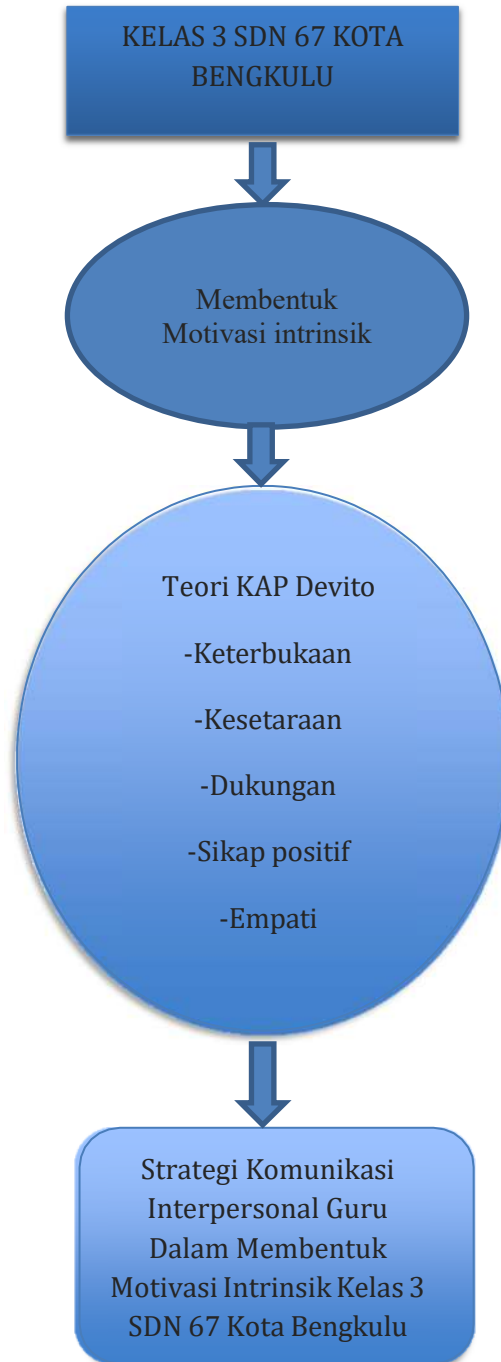 KELAS 3 SDN 67 KOTA
BENGKULU
Membentuk
Motivasi intrinsik
Teori KAP Devito
-Keterbukaan
-Kesetaraan
-Dukungan
-Sikap positif
-Empati
Strategi Komunikasi
Interpersonal Guru
Dalam Membentuk
Motivasi Intrinsik Kelas 3
SDN 67 Kota Bengkulu